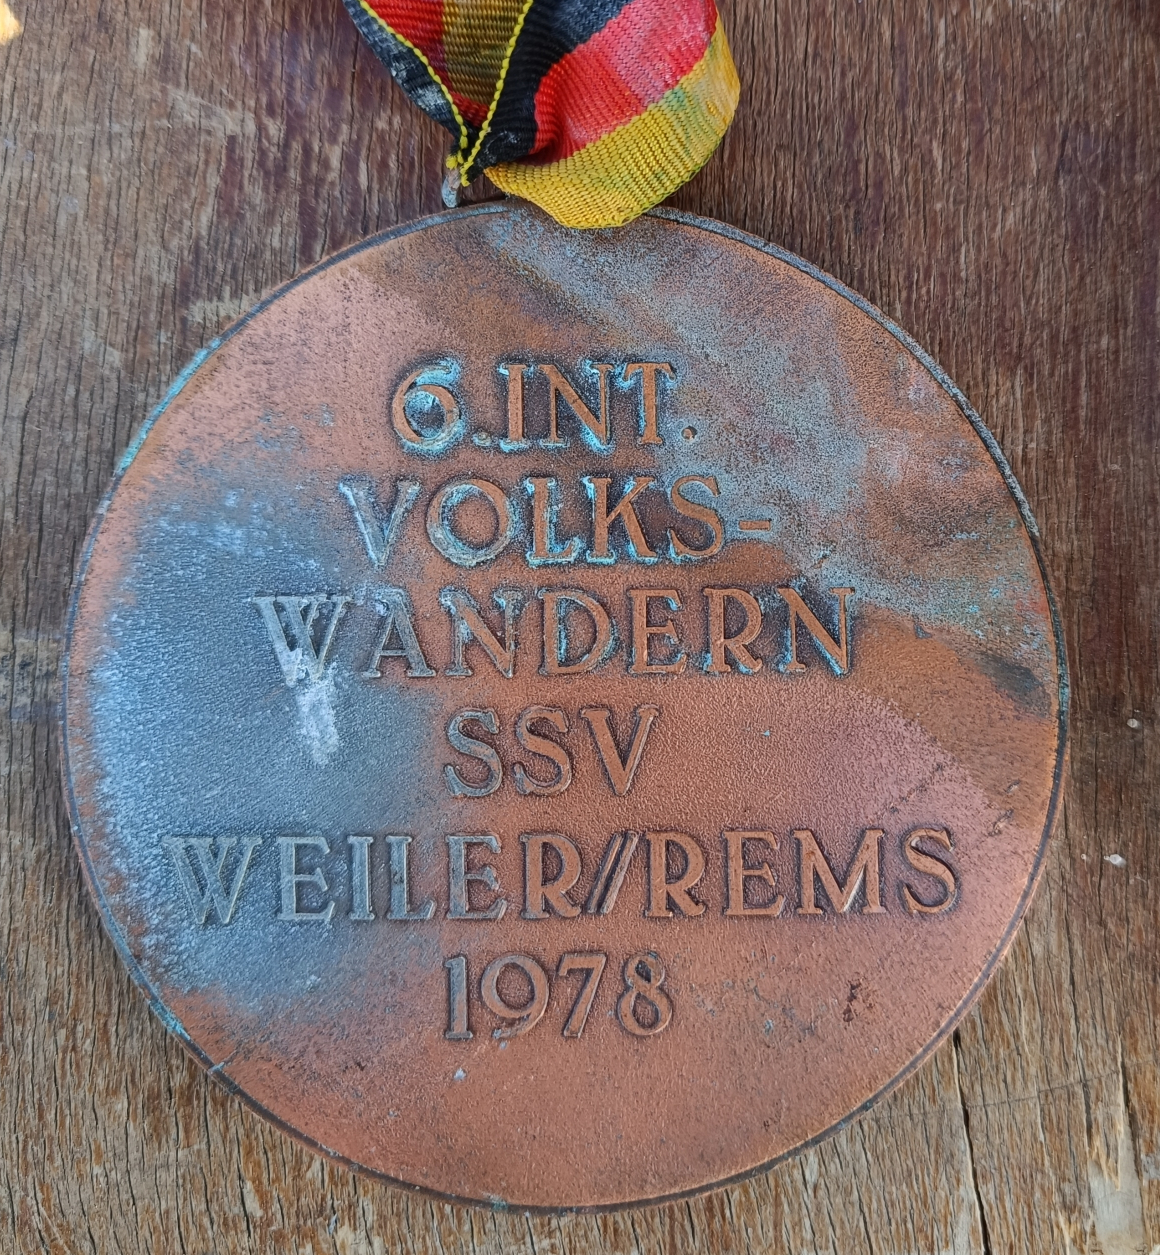 6. INT.
VOLKS-
WANDERN
SSV
WEILER/REMS
1978